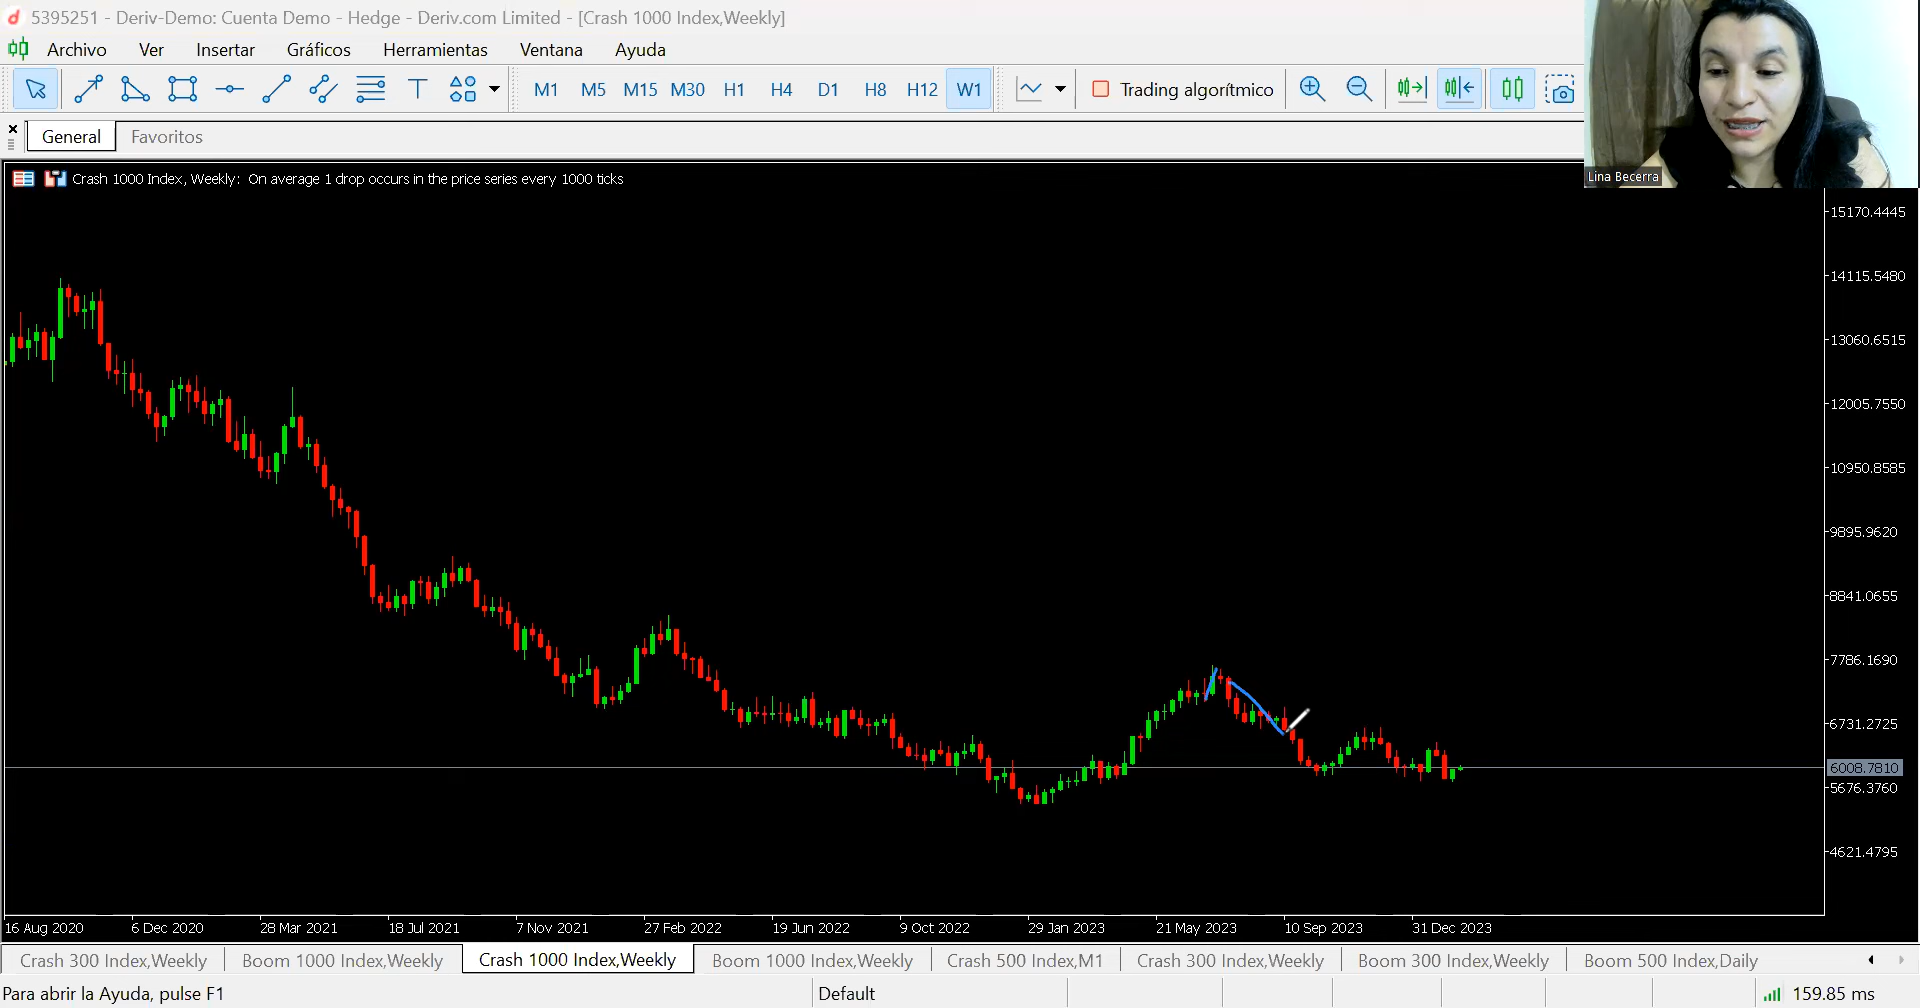 5395251 - Deriv-Demo: Cuenta Demo - Hedge - Deriv.com Limited - [Crash 1000 Index,Weekly]
Archivo Ver Insertar Gráficos Herramientas Ventana Ayuda
T M1 M5 M15 M30 H1 H4 D1 H8 H12 W1 Trading algorítmico
General Favoritos
Lina Becerra
Crash 1000 Index, Weekly: On average 1 drop occurs in the price series every 1000 ticks
15170.4445
14115.5480
13060.6515
12005.7550
10950.8585
9895.9620
8841.0655
7786.1690
6731.2725
6008.7810
5676.3760
4621.4795
16 Aug 2020 6 Dec 2020 28 Mar 2021 18 Jul 2021 7 Nov 2021 27 Feb 2022 19 Jun 2022 9 Oct 2022 29 Jan 2023 21 May 2023 10 Sep 2023 31 Dec 2023
Crash 300 Index,Weekly Boom 1000 Index,Weekly Crash 1000 Index,Weekly Boom 1000 Index,Weekly Crash 500 Index,M1 Crash 300 Index,Weekly Boom 300 Index,Weekly Boom 500 Index,Daily
Para abrir la Ayuda, pulse F1 Default 159.85 ms